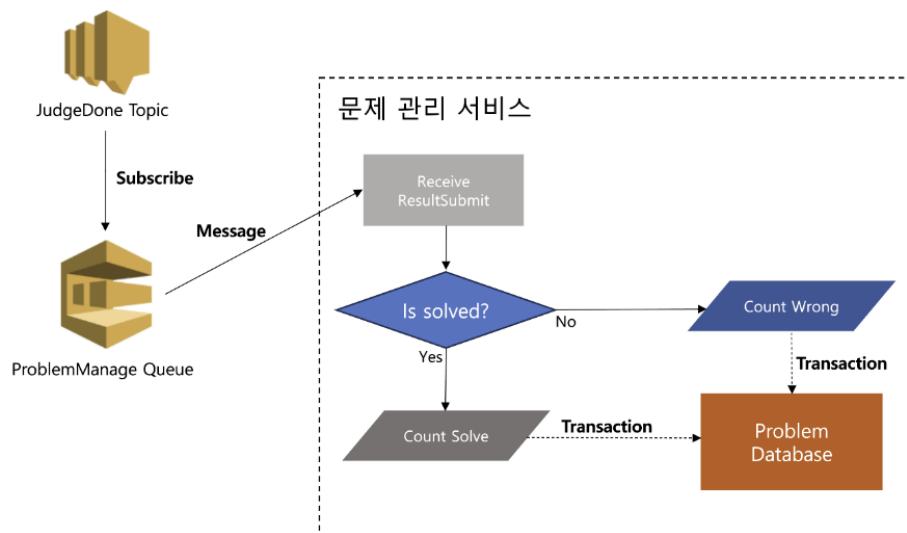 JudgeDone Topic
Subscribe
ProblemManage Queue
Message
문제 관리 서비스
Receive
ResultSubmit
Is solved?
No
Yes
Count Wrong
Transaction
Count Solve
Transaction
Problem
Database